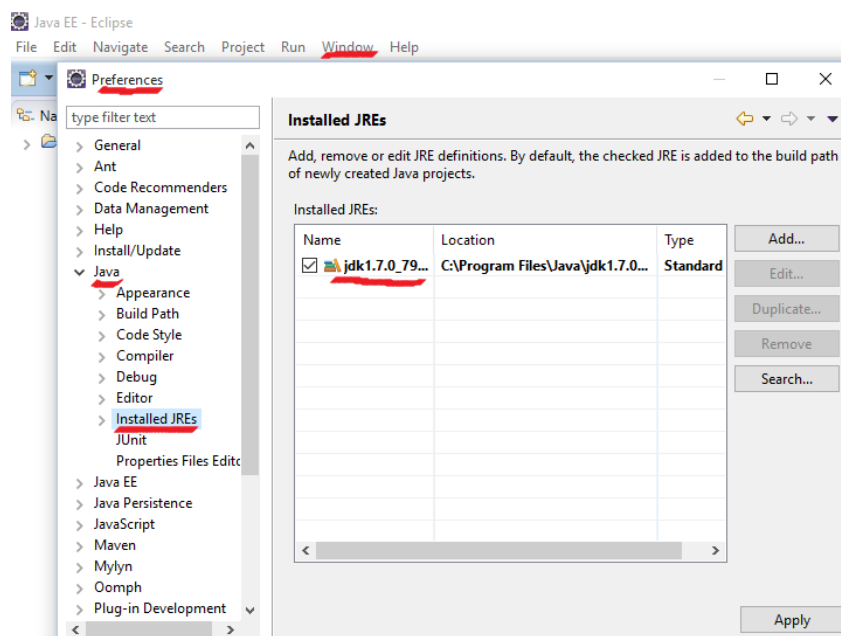 Java EE - Eclipse
File Edit Navigate Search Project Run Window Help
Preferences
Na
type filter text
General
Ant
Code Recommenders
Data Management
Help
Install/Update
Java
Appearance
Build Path
Code Style
Compiler
Debug
Editor
Installed JREs
JUnit
Properties Files Editc
Java EE
Java Persistence
JavaScript
Maven
Mylyn
Oomph
Plug-in Development
Installed JREs
Add, remove or edit JRE definitions. By default, the checked JRE is added to the build path
of newly created Java projects.
Installed JREs:
Name Location Type
jdk1.7.0_79... C:\Program Files\Java\jdk1.7.0... Standard
Add...
Edit...
Duplicate...
Remove
Search...
Apply